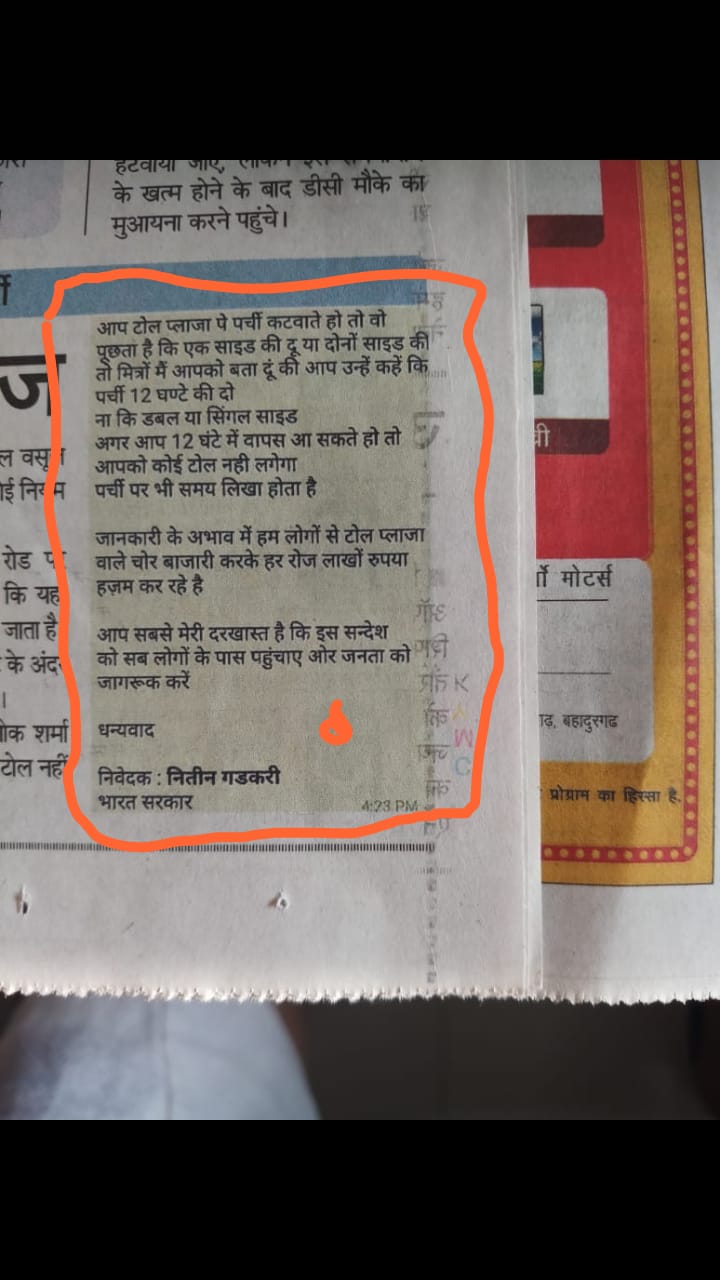 के खत्म होने के बाद डीसी मौके का
मुआयना करने पहुंचे।
आप टोल प्लाजा पे पर्ची कटवाते हो तो वो
पूछता है कि एक साइड की दू या दोनों साइड की
तो मित्रों मैं आपको बता दूं की आप उन्हें कहें कि
पर्ची 12 घण्टे की दो
ना कि डबल या सिंगल साइड
अगर आप 12 घंटे में वापस आ सकते हो तो
आपको कोई टोल नही लगेगा
पर्ची पर भी समय लिखा होता है
जानकारी के अभाव में हम लोगों से टोल प्लाजा
वाले चोर बाजारी करके हर रोज लाखों रुपया
हज़म कर रहे है
आप सबसे मेरी दरखास्त है कि इस सन्देश
को सब लोगों के पास पहुंचाए ओर जनता को
जागरूक करें
धन्यवाद
निवेदक : नितीन गडकरी
भारत सरकार
4:23 PM
रोड
कि यह
जाता है
के
शर्मा
टोल नहीं
K
M
C
मोटर्स
बहादुरगढ
प्रोग्राम का हिस्सा है.